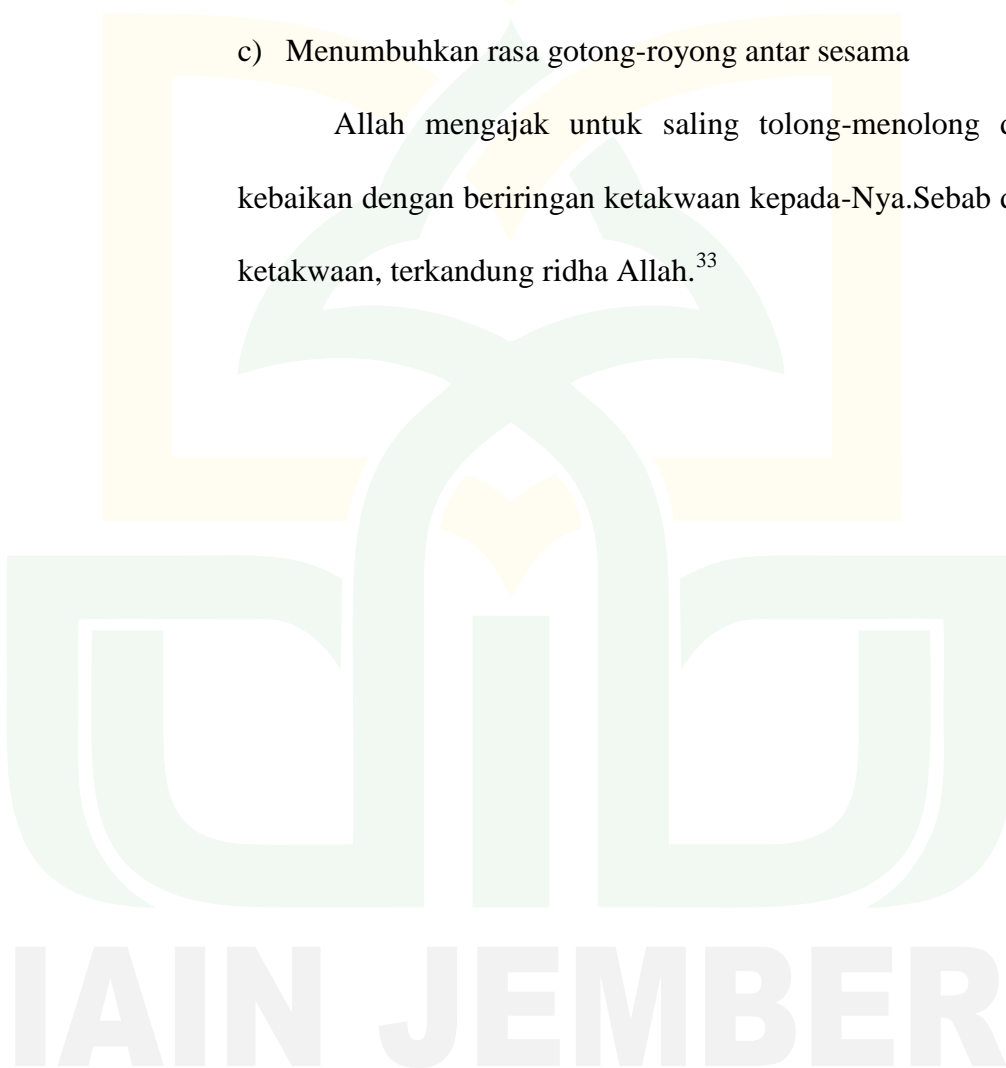 c) Menumbuhkan rasa gotong-royong antar sesama
Allah mengajak untuk saling tolong-menolong
kebaikan dengan beriringan ketakwaan kepada-Nya.Sebab
ketakwaan, terkandung ridha Allah.33
IAIN JEMBER